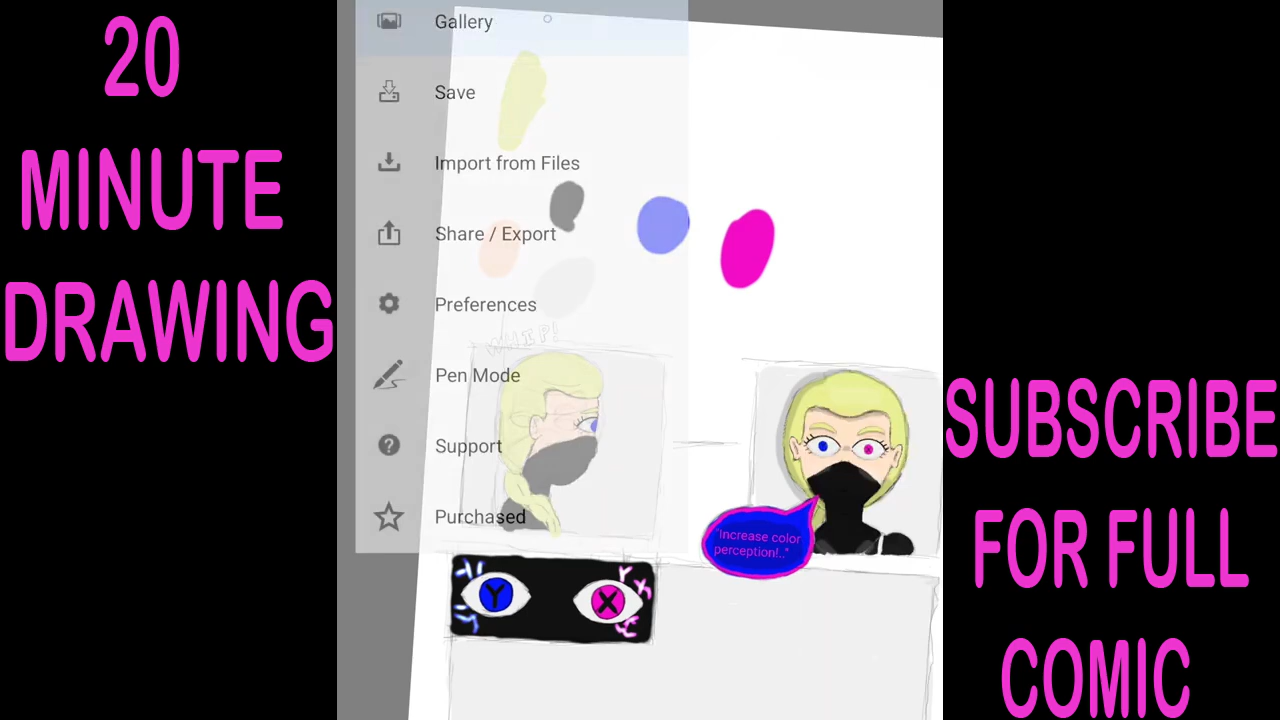 20
MINUTE
DRAWING
Gallery
Save
Import from Files
Share / Export
Preferences
WHIP!
Pen Mode
Support
Purchased
"Increase color
perception!.."
Y X
SUBSCRIBE
FOR FULL
COMIC